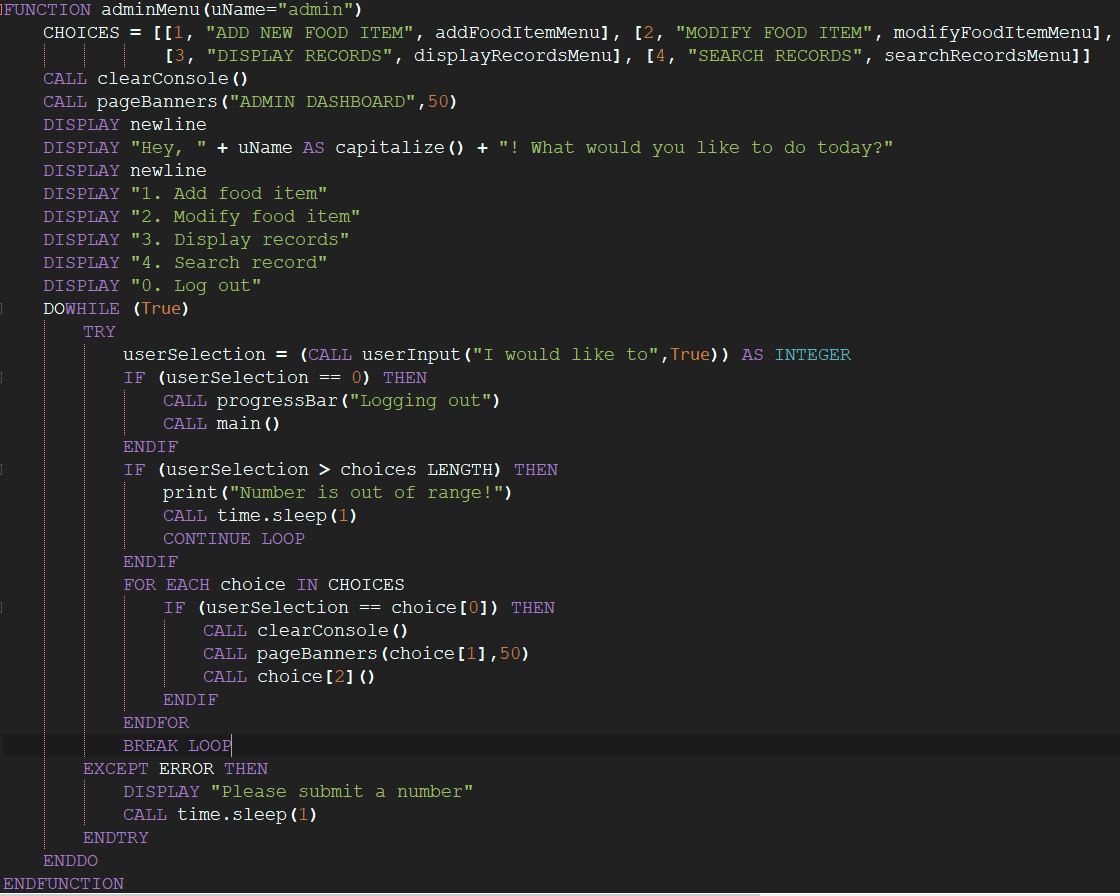 FUNCTION adminMenu(uName="admin")
    CHOICES = [[1, "ADD NEW FOOD ITEM", addFoodItemMenu], [2, "MODIFY FOOD ITEM", modifyFoodItemMenu],
               [3, "DISPLAY RECORDS", displayRecordsMenu], [4, "SEARCH RECORDS", searchRecordsMenu]]
    CALL clearConsole()
    CALL pageBanners("ADMIN DASHBOARD",50)
    DISPLAY newline
    DISPLAY "Hey, " + uName AS capitalize() + "! What would you like to do today?"
    DISPLAY newline
    DISPLAY "1. Add food item"
    DISPLAY "2. Modify food item"
    DISPLAY "3. Display records"
    DISPLAY "4. Search record"
    DISPLAY "0. Log out"
    DOWHILE (True)
        TRY
            userSelection = (CALL userInput("I would like to",True)) AS INTEGER
            IF (userSelection == 0) THEN
                CALL progressBar("Logging out")
                CALL main()
            ENDIF
            IF (userSelection > choices LENGTH) THEN
                print("Number is out of range!")
                CALL time.sleep(1)
                CONTINUE LOOP
            ENDIF
            FOR EACH choice IN CHOICES
                IF (userSelection == choice[0]) THEN
                    CALL clearConsole()
                    CALL pageBanners(choice[1],50)
                    CALL choice[2]()
                ENDIF
            ENDFOR
            BREAK LOOP
        EXCEPT ERROR THEN
            DISPLAY "Please submit a number"
            CALL time.sleep(1)
        ENDTRY
    ENDDO
ENDFUNCTION